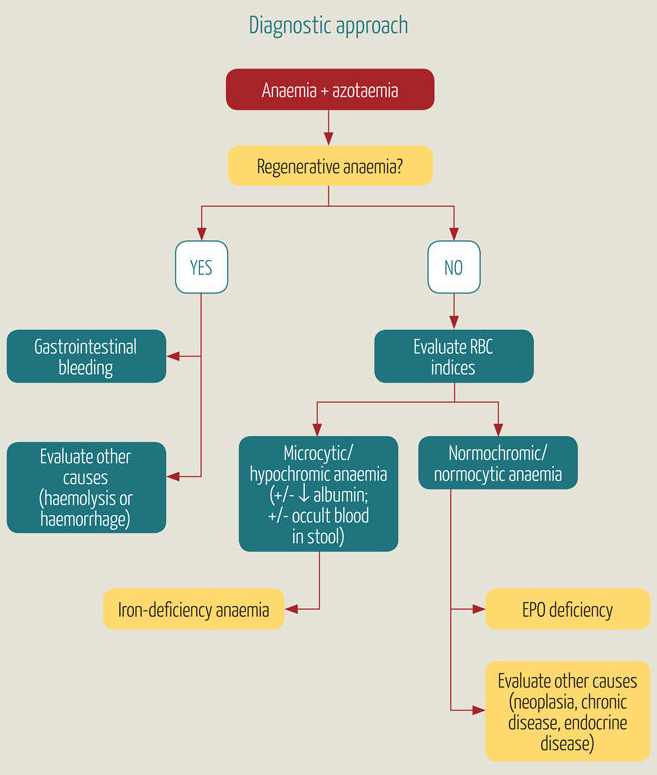 Diagnostic approach
Anaemia + azotaemia
Regenerative anaemia?
YES
NO
Gastrointestinal
bleeding
Evaluate RBC
indices
Evaluate other
causes
(haemolysis or
haemorrhage)
Microcytic/
hypochromic anaemia
(+/- ↓ albumin;
+/- occult blood
in stool)
Normochromic/
normocytic anaemia
Iron-deficiency anaemia
EPO deficiency
Evaluate other causes
(neoplasia, chronic
disease, endocrine
disease)